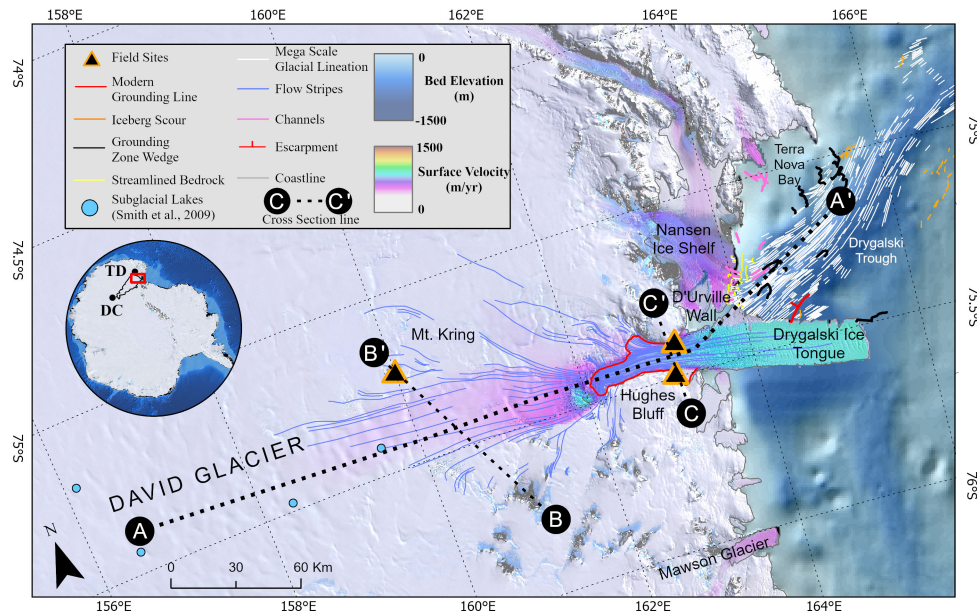 158°E
160°E
162°E
164°E
166°E
74°S
74.5°S
75°S
75°S
75.5°S
76°S
156°E
158°E
160°E
162°E
164°E
Field Sites
Modern
Grounding Line
Iceberg Scour
Grounding
Zone Wedge
Streamlined Bedrock
Subglacial Lakes
(Smith et al., 2009)
Mega Scale
Glacial Lineation
Flow Stripes
Channels
Escarpment
Coastline
C C'
Cross Section line
0
Bed Elevation
(m)
-1500
1500
Surface Velocity
(m/yr)
0
TD
DC
Terra
Nova
Bay
A'
Nansen
Ice Shelf
Drygalski
Trough
C'
D'Urville
Wall
Drygalski Ice
Tongue
Mt. Kring
B'
Hughes
Bluff
C
DAVID GLACIER
A
B
Mawson Glacier
N
0 30 60 Km